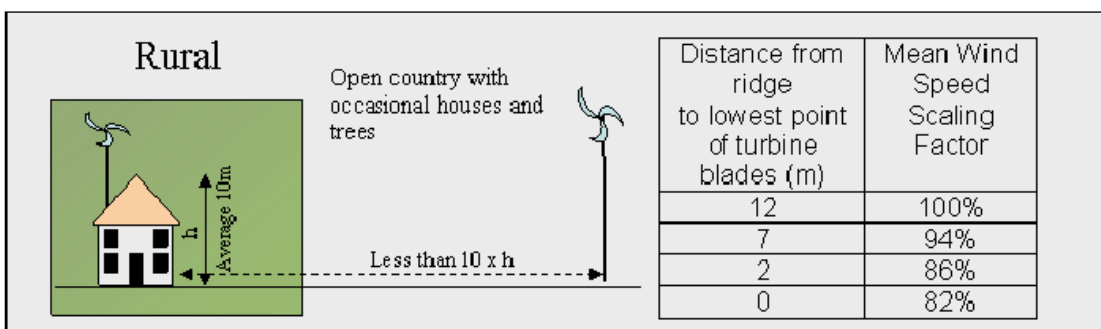 Rural
Open country with
occasional houses and
trees
h
Average 10m
Less than 10 x h
Distance from
ridge
to lowest point
of turbine
blades (m)
Mean Wind
Speed
Scaling
Factor
12 100%
7 94%
2 86%
0 82%